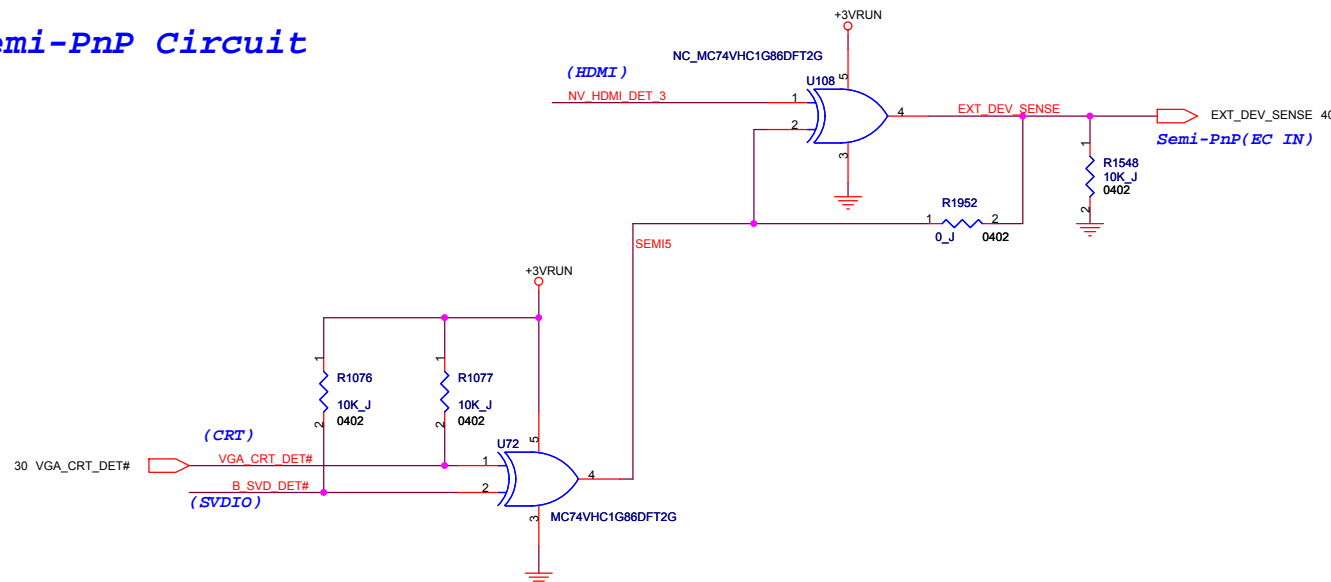 emi-PnP Circuit
+3VRUN
NC_MC74VHC1G86DFT2G
(HDMI)
U108
5
NV_HDMI_DET_3
1
2
4
3
EXT_DEV_SENSE
EXT_DEV_SENSE 40
Semi-PnP(EC IN)
1
R1548
10K_J
0402
2
R1952
1
2
0_J
0402
SEMI5
+3VRUN
1
R1076
10K_J
0402
2
1
R1077
10K_J
0402
2
(CRT)
U72
5
30 VGA_CRT_DET#
VGA_CRT_DET#
1
4
B_SVD_DET#
2
(SVDIO)
3
MC74VHC1G86DFT2G